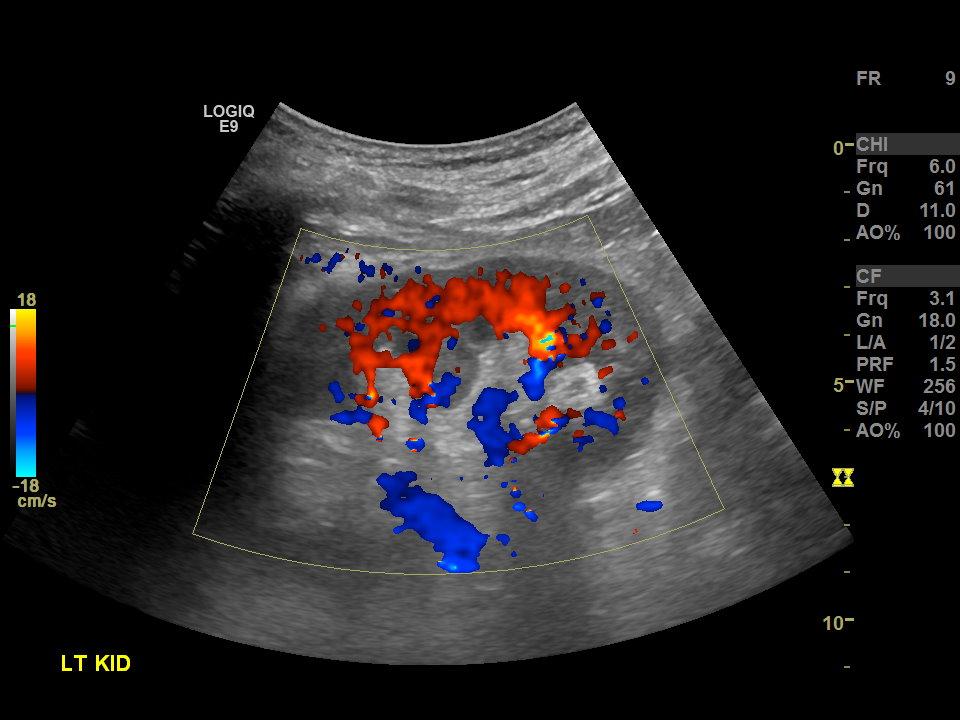 FR 9
LOGIQ
E9
0
CHI
Frq 6.0
Gn 61
D 11.0
AO% 100
CF
Frq 3.1
Gn 18.0
L/A 1/2
PRF 1.5
WF 256
S/P 4/10
AO% 100
18
5
-18
cm/s
10
LT KID